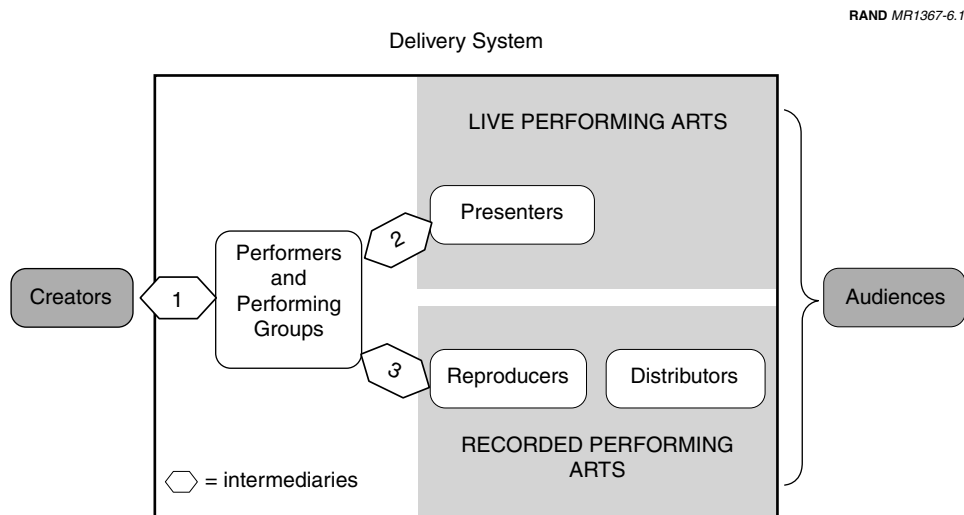 RAND MR1367-6.1
Delivery System
LIVE PERFORMING ARTS
Presenters
2
Performers
and
Performing
Groups
Creators
1
Audiences
3
Reproducers
Distributors
RECORDED PERFORMING
ARTS
= intermediaries